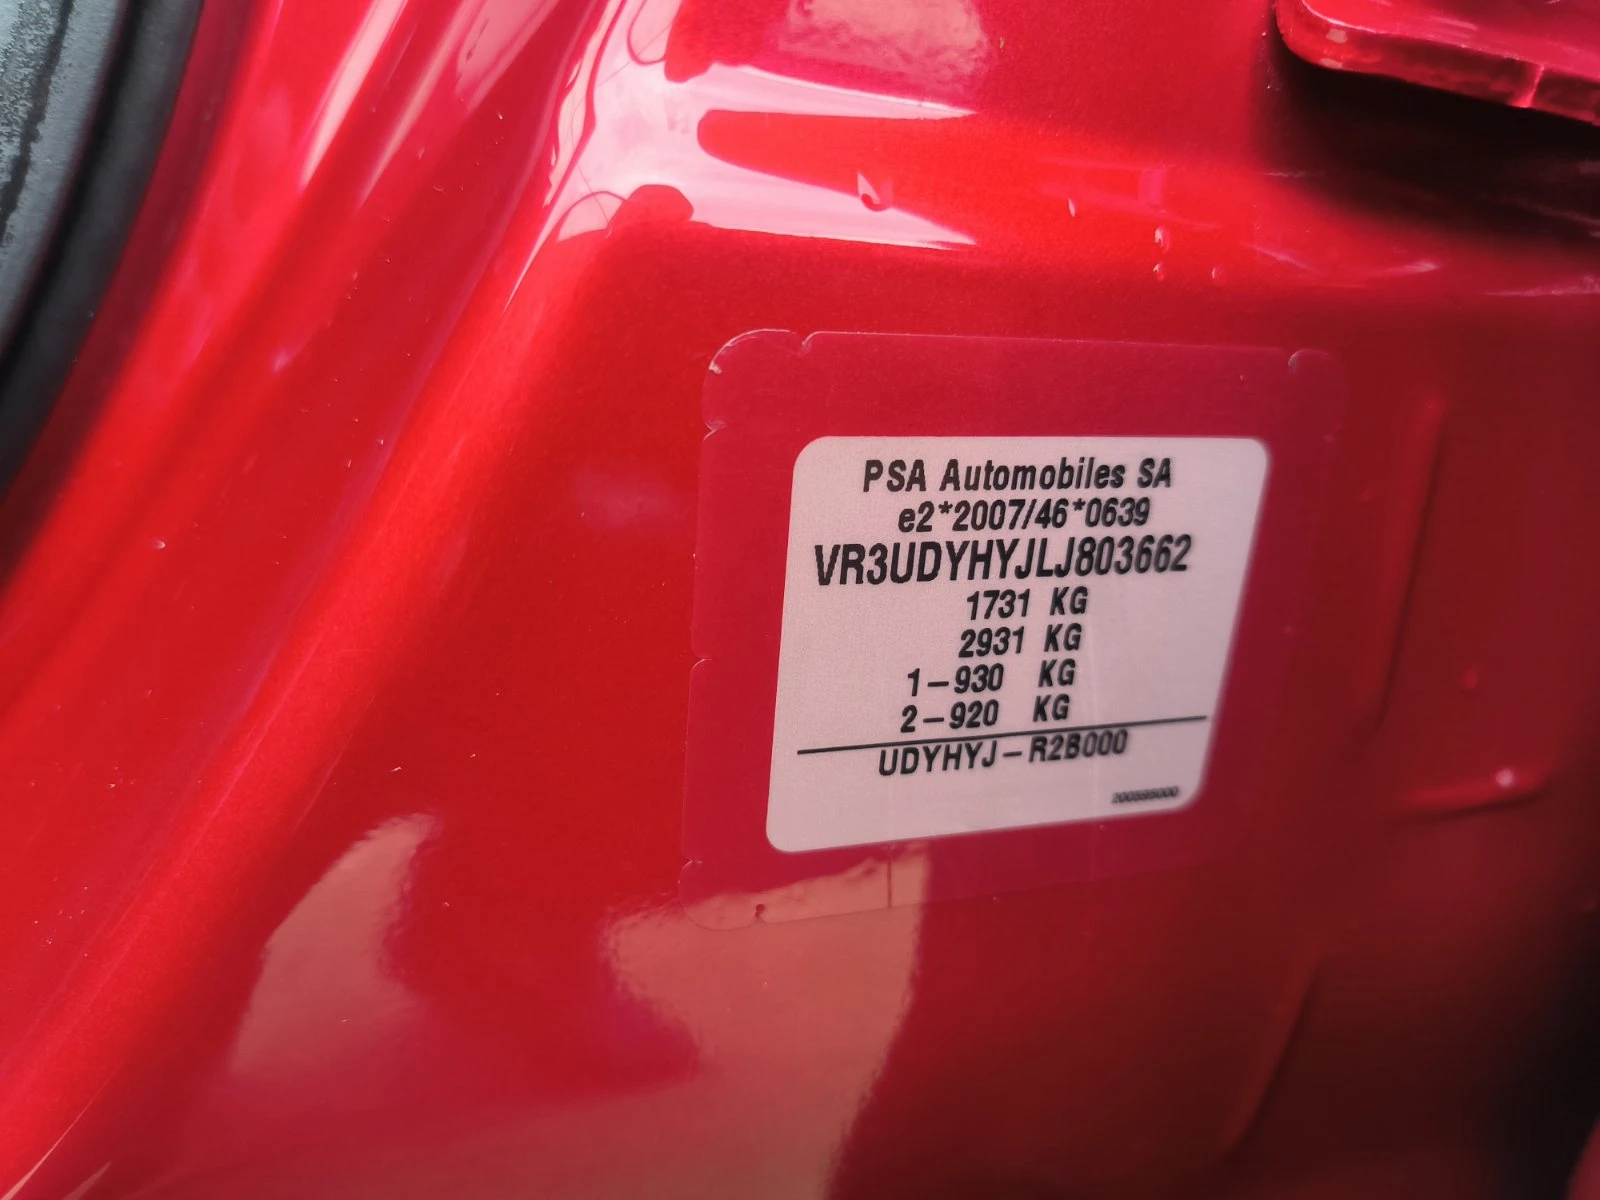 PSA Automobiles SA
e2*2007/46*0639
VR3UDYHYJLJ803662
1731 KG
2931 KG
1-930 KG
2-920 KG
UDYHYJ-R2B000